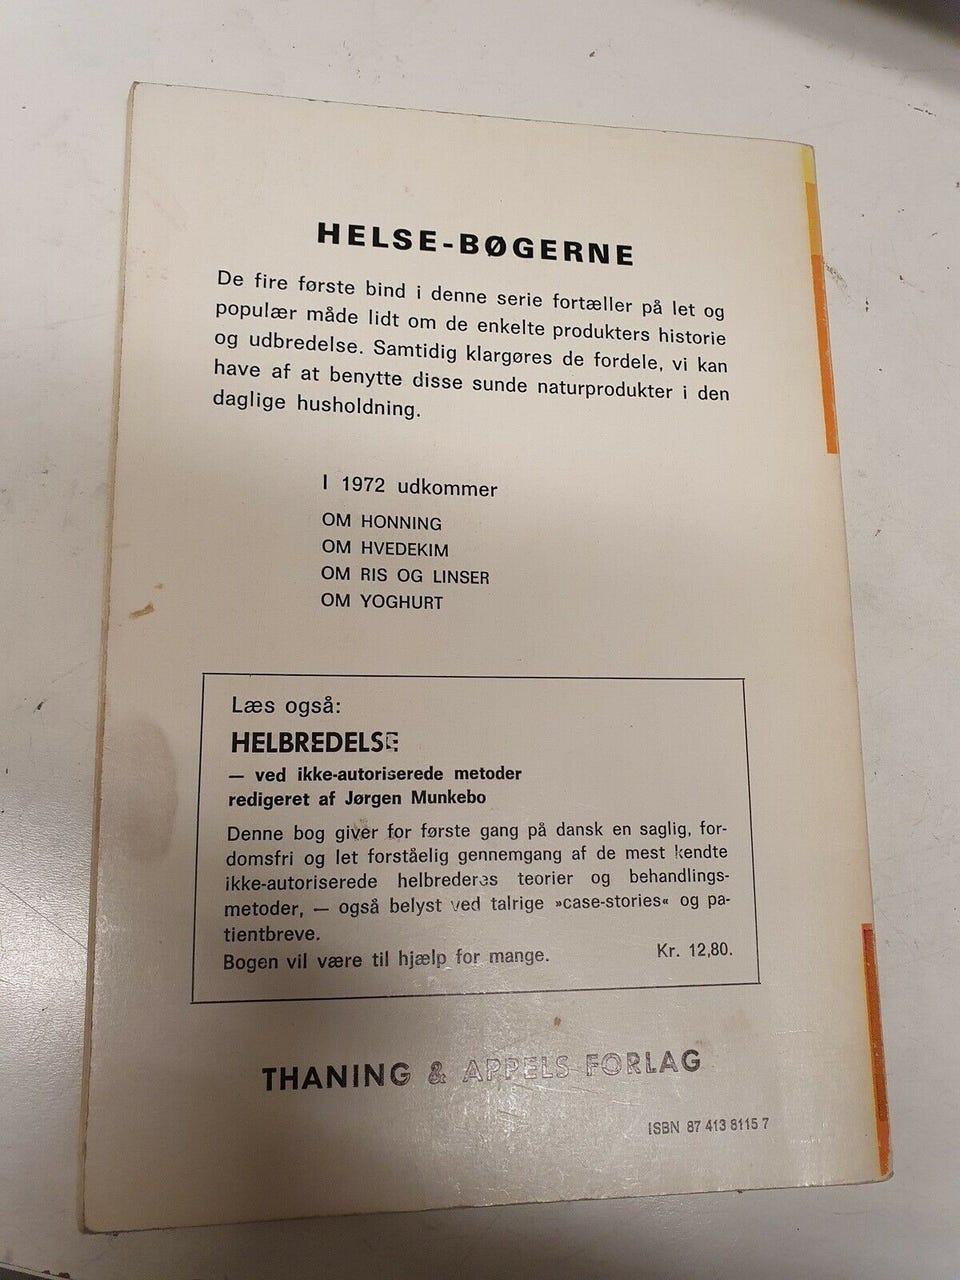 HELSE-BØGERNE
De fire første bind i denne serie fortæller på let og
populær måde lidt om de enkelte produkters historie
og udbredelse. Samtidig klargøres de fordele, vi kan
have af at benytte disse sunde naturprodukter i den
daglige husholdning.
I 1972 udkommer
OM HONNING
OM HVEDEKIM
OM RIS OG LINSER
OM YOGHURT
Læs også:
HELBREDELSE
— ved ikke-autoriserede metoder
redigeret af Jørgen Munkebo
Denne bog giver for første gang på dansk en saglig, for-
domsfri og let forståelig gennemgang af de mest kendte
ikke-autoriserede helbrederes teorier og behandlings-
metoder, — også belyst ved talrige »case-stories« og pa-
tientbreve.
Bogen vil være til hjælp for mange. Kr. 12,80.
THANING & APPELS FORLAG
ISBN 87 413 8115 7